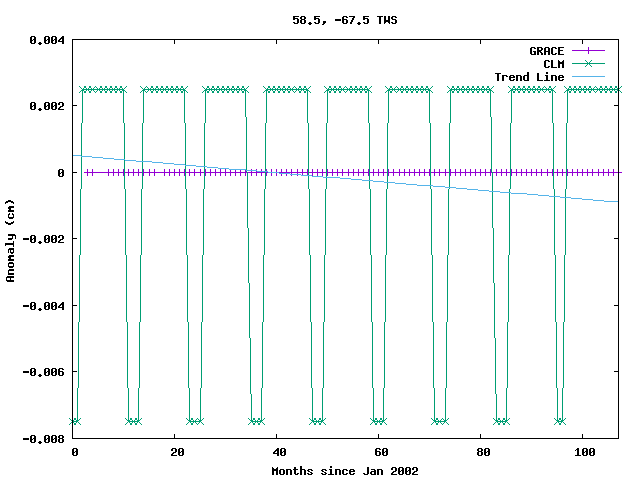 58.5, -67.5 TWS
GRACE
CLM
Trend Line
0.004
0.002
0
-0.002
-0.004
-0.006
-0.008
Anomaly (cm)
0 20 40 60 80 100
Months since Jan 2002